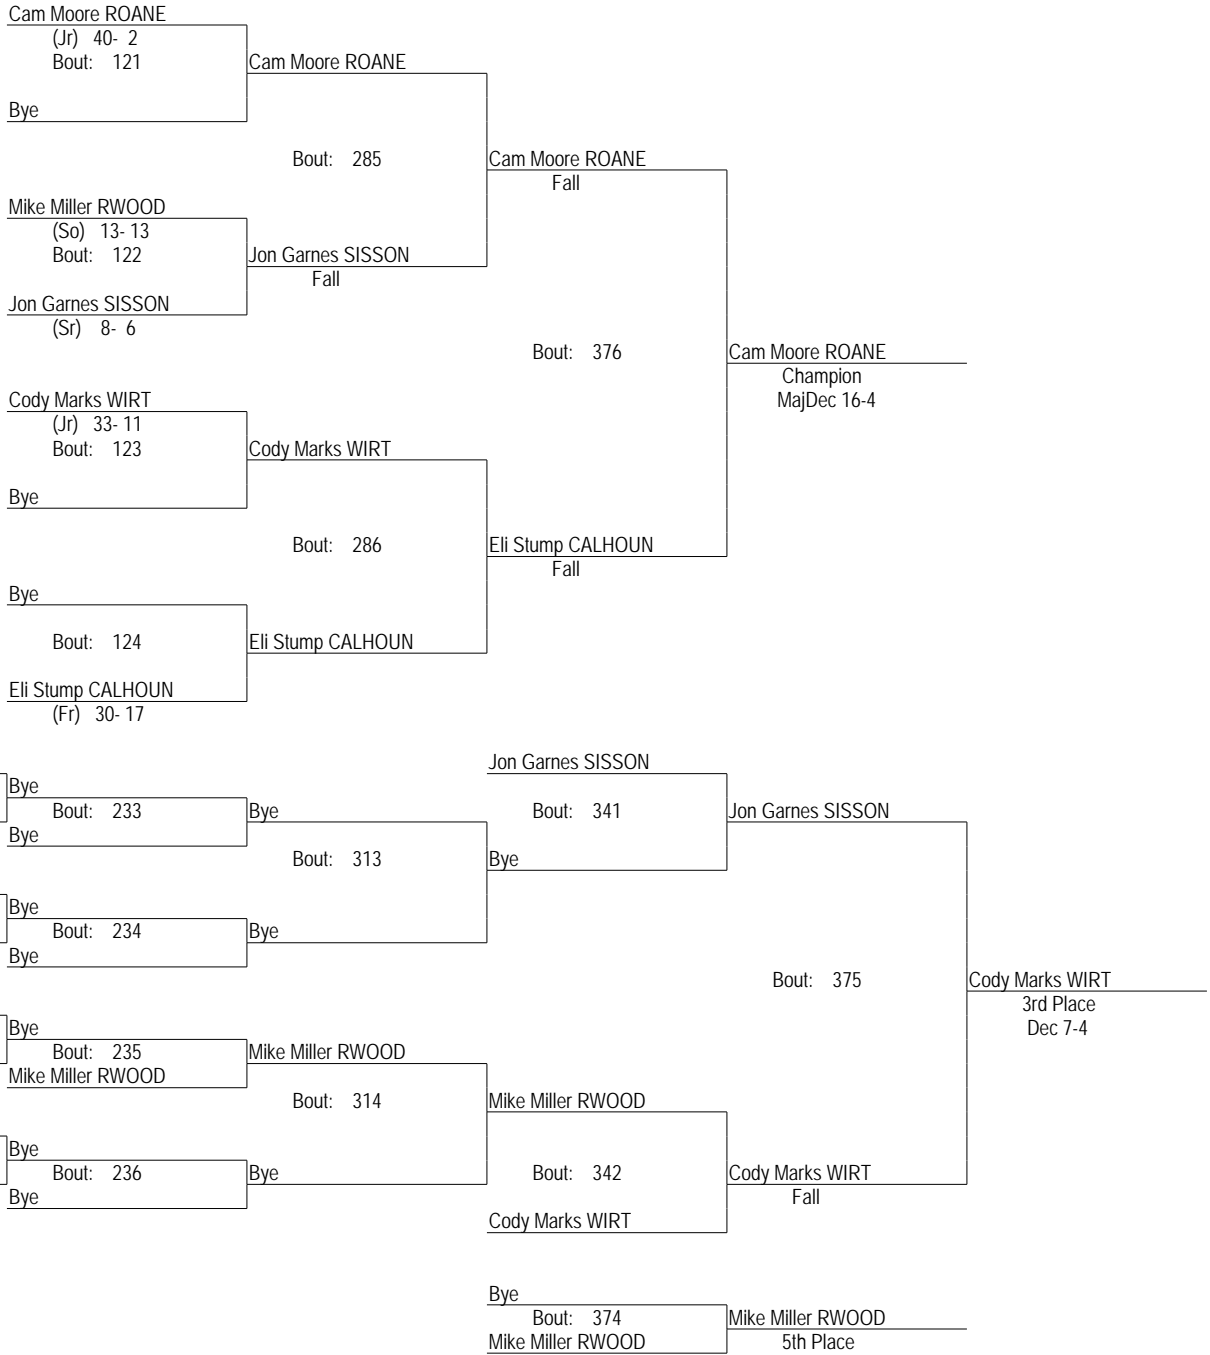 Cam Moore ROANE
(Jr) 40- 2
Bout: 121
Cam Moore ROANE
Bye
Bout: 285
Cam Moore ROANE
Fall
Mike Miller RWOOD
(So) 13- 13
Bout: 122
Jon Garnes SISSON
Fall
Jon Garnes SISSON
(Sr) 8- 6
Bout: 376
Cam Moore ROANE
Champion
MajDec 16-4
Cody Marks WIRT
(Jr) 33- 11
Bout: 123
Cody Marks WIRT
Bye
Bout: 286
Eli Stump CALHOUN
Fall
Bye
Bout: 124
Eli Stump CALHOUN
Eli Stump CALHOUN
(Fr) 30- 17
Jon Garnes SISSON
Bye
Bout: 233
Bye
Bout: 341
Jon Garnes SISSON
Bye
Bout: 313
Bye
Bye
Bout: 234
Bye
Bye
Bout: 375
Cody Marks WIRT
3rd Place
Dec 7-4
Bye
Bout: 235
Mike Miller RWOOD
Mike Miller RWOOD
Bout: 314
Mike Miller RWOOD
Bye
Bout: 236
Bye
Bout: 342
Cody Marks WIRT
Fall
Bye
Cody Marks WIRT
Bye
Bout: 374
Mike Miller RWOOD
Mike Miller RWOOD
5th Place